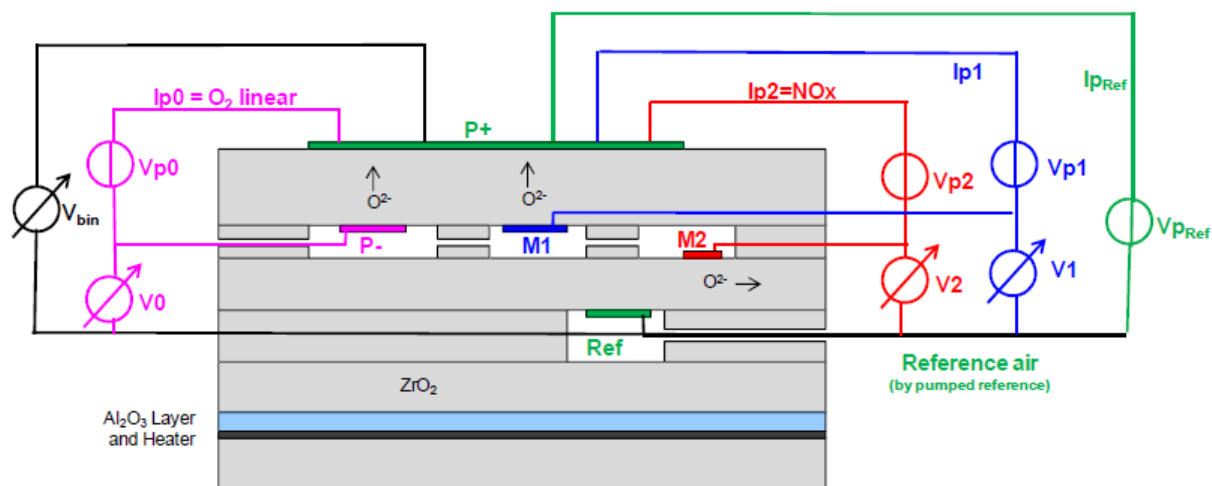 Ip0 = O₂ linear
P+
Ip2=NOx
Ip1
IpRef
Vp0
Vbin
V0
O²⁻
O²⁻
P-
M1
M2
O²⁻
Vp2
Vp1
VpRef
V2
V1
Ref
Reference air
(by pumped reference)
ZrO₂
Al₂O₃ Layer
and Heater